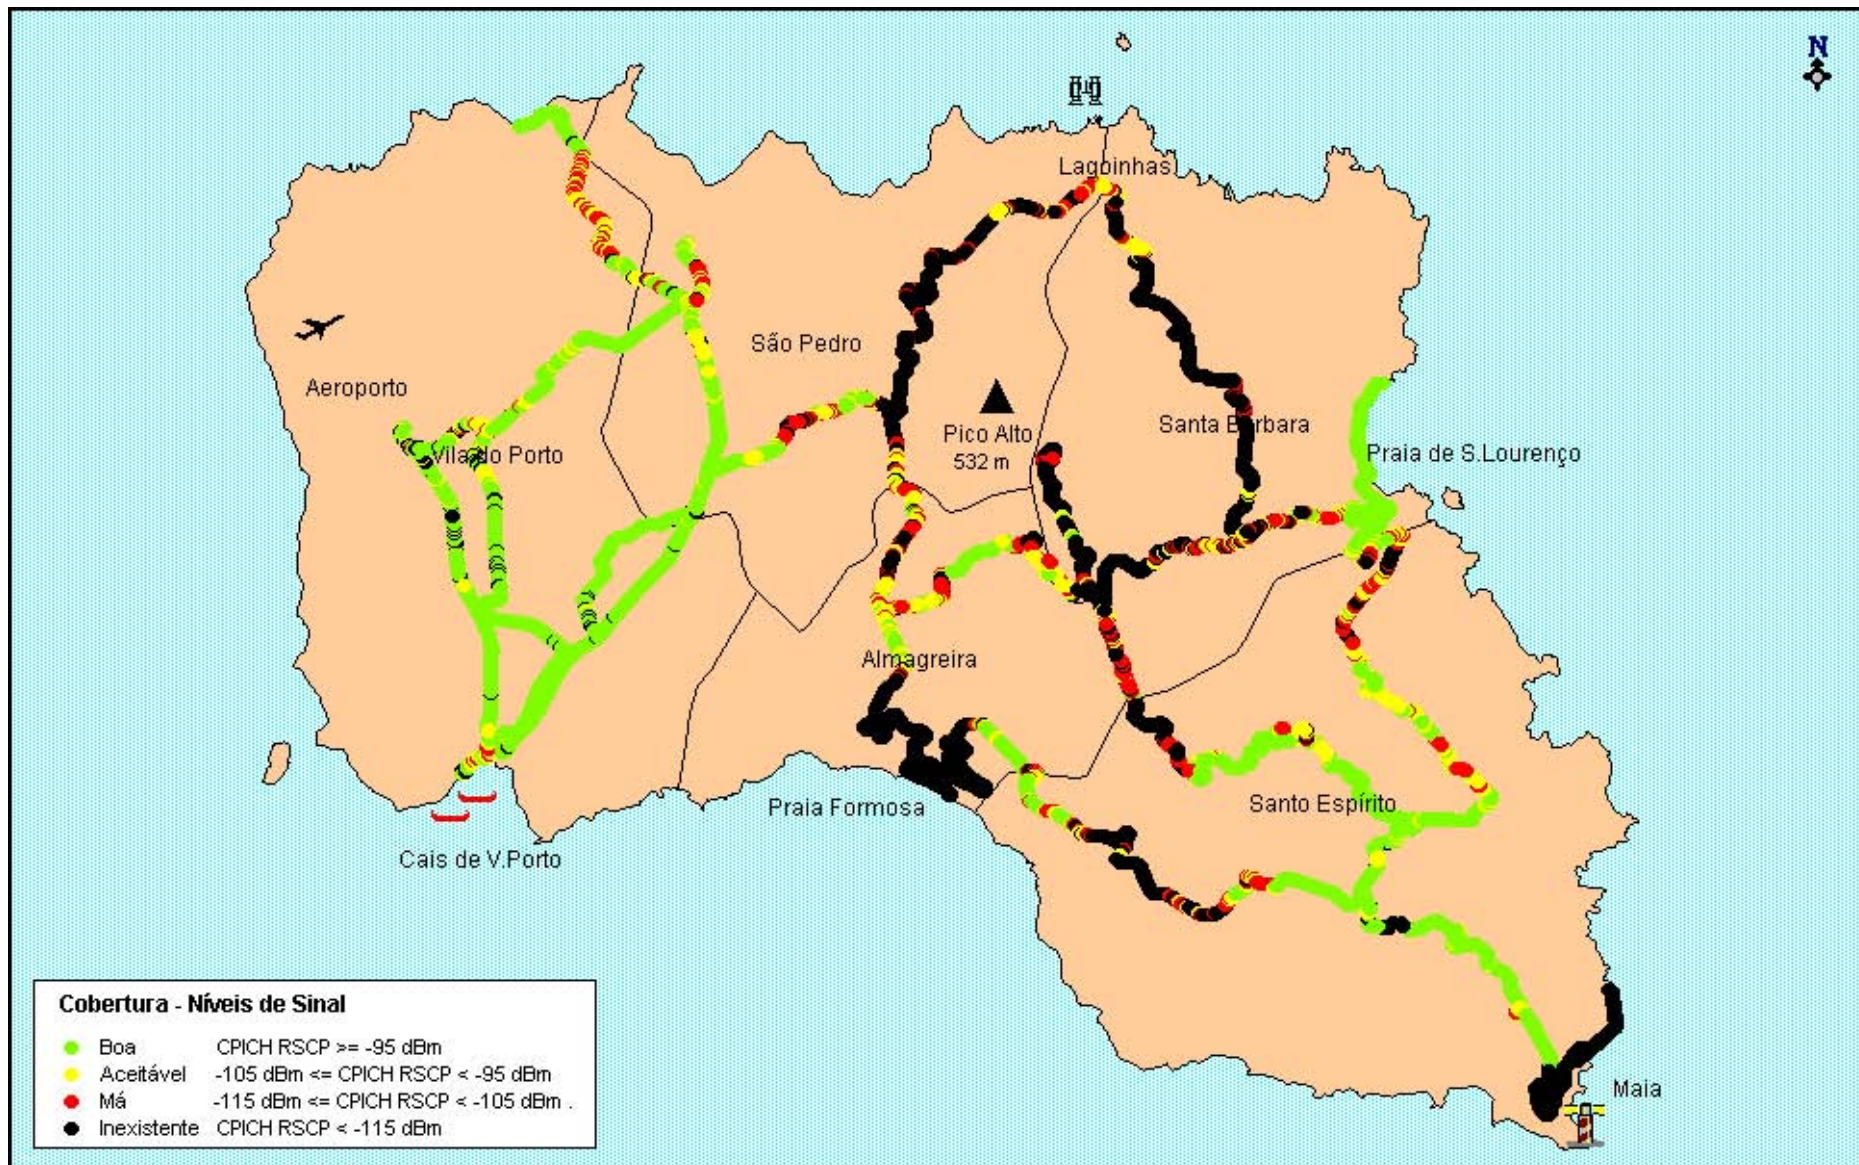 N
Lagoinhas
São Pedro
Aeroporto
Pico Alto
532 m
Santa Bárbara
Vila do Porto
Praia de S.Lourenço
Almagreira
Praia Formosa
Santo Espírito
Cais de V.Porto
Maia
Cobertura - Níveis de Sinal
Boa CPICH RSCP >= -95 dBm
Aceitável -105 dBm <= CPICH RSCP < -95 dBm
Má -115 dBm <= CPICH RSCP < -105 dBm .
Inexistente CPICH RSCP < -115 dBm